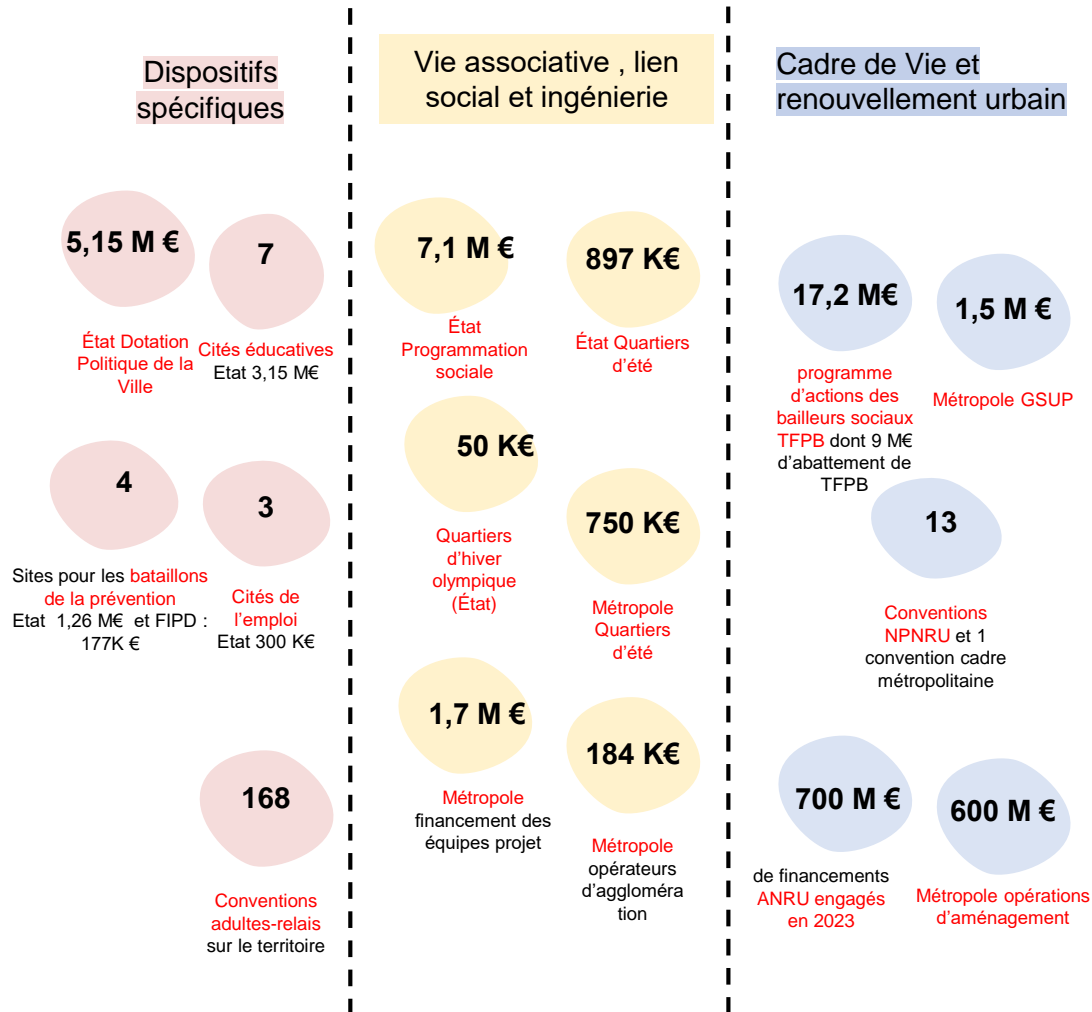 Dispositifs
spécifiques
5,15 M €
État Dotation
Politique de la
Ville
7
Cités éducatives
Etat 3,15 M€
4
Sites pour les bataillons
de la prévention
Etat 1,26 M€ et FIPD :
177K €
3
Cités de
l'emploi
Etat 300 K€
168
Conventions
adultes-relais
sur le territoire
Vie associative , lien
social et ingénierie
7,1 M €
État
Programmation
sociale
897 K€
État Quartiers
d'été
50 K€
Quartiers
d'hiver
olympique
(État)
750 K€
Métropole
Quartiers
d'été
1,7 M €
Métropole
financement des
équipes projet
184 K€
Métropole
opérateurs
d'aggloméra
tion
Cadre de Vie et
renouvellement urbain
17,2 M€
programme
d'actions des
bailleurs sociaux
TFPB dont 9 M€
d'abattement de
TFPB
1,5 M €
Métropole GSUP
13
Conventions
NPNRU et 1
convention cadre
métropolitaine
700 M €
de financements
ANRU engagés
en 2023
600 M €
Métropole opérations
d'aménagement